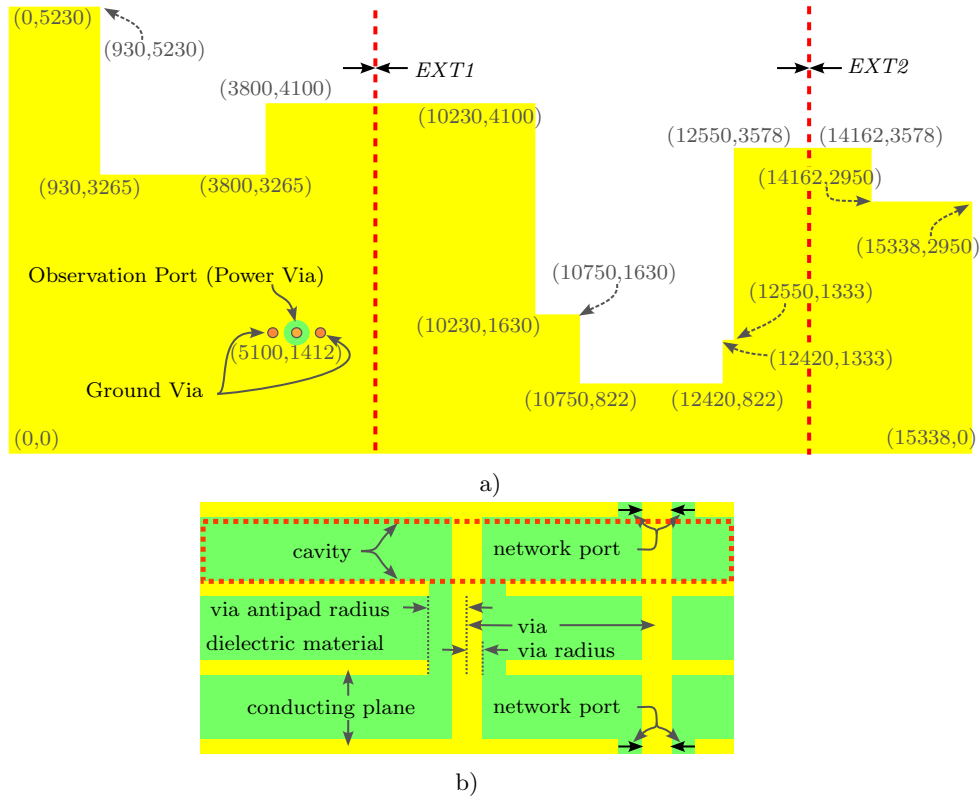 (0,5230)
(930,5230)
EXT1
EXT2
(3800,4100)
(10230,4100)
(12550,3578)
(14162,3578)
(930,3265)
(3800,3265)
(14162,2950)
(15338,2950)
Observation Port (Power Via)
(10750,1630)
(12550,1333)
(10230,1630)
(5100,1412)
(12420,1333)
Ground Via
(10750,822)
(12420,822)
(0,0)
(15338,0)
a)
cavity
network port
via antipad radius
via
dielectric material
via radius
conducting plane
network port
b)